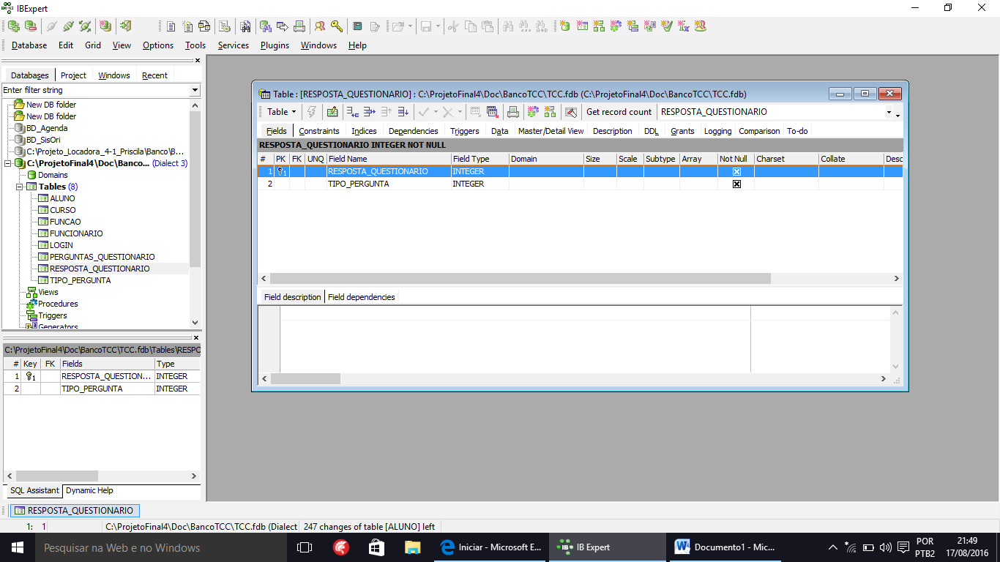 IBExpert
Database Edit Grid View Options Tools Services Plugins Windows Help
Databases Project Windows Recent
Enter filter string
New DB folder
New DB folder
BD_Agenda
BD_SisOri
C:\Projeto_Locadora_4-1_Priscila\Banco\B...
C:\ProjetoFinal4\Doc\Banco... (Dialect 3)
Domains
Tables (8)
ALUNO
CURSO
FUNCAO
FUNCIONARIO
LOGIN
PERGUNTAS_QUESTIONARIO
RESPOSTA_QUESTIONARIO
TIPO_PERGUNTA
Views
Procedures
Triggers
Generators
C:\ProjetoFinal4\Doc\BancoTCC\TCC.fdb\Tables\RESPO
# Key FK Fields Type
1 1 RESPOSTA_QUESTION... INTEGER
2 TIPO_PERGUNTA INTEGER
SQL Assistant Dynamic Help
Table : [RESPOSTA_QUESTIONARIO] : C:\ProjetoFinal4\Doc\BancoTCC\TCC.fdb (C:\ProjetoFinal4\Doc\BancoTCC\TCC.fdb)
Table Get record count RESPOSTA_QUESTIONARIO
Fields Constraints Indices Dependencies Triggers Data Master/Detail View Description DDL Grants Logging Comparison To-do
RESPOSTA_QUESTIONARIO INTEGER NOT NULL
# PK FK UNQ Field Name Field Type Domain Size Scale Subtype Array Not Null Charset Collate Desc
1 1 RESPOSTA_QUESTIONARIO INTEGER
2 TIPO_PERGUNTA INTEGER
Field description Field dependencies
RESPOSTA_QUESTIONARIO
1: 1 C:\ProjetoFinal4\Doc\BancoTCC\TCC.fdb (Dialect 247 changes of table [ALUNO] left
Pesquisar na Web e no Windows
Iniciar - Microsoft E...
IB Expert
Documento1 - Mic...
POR
PTB2
21:49
17/08/2016